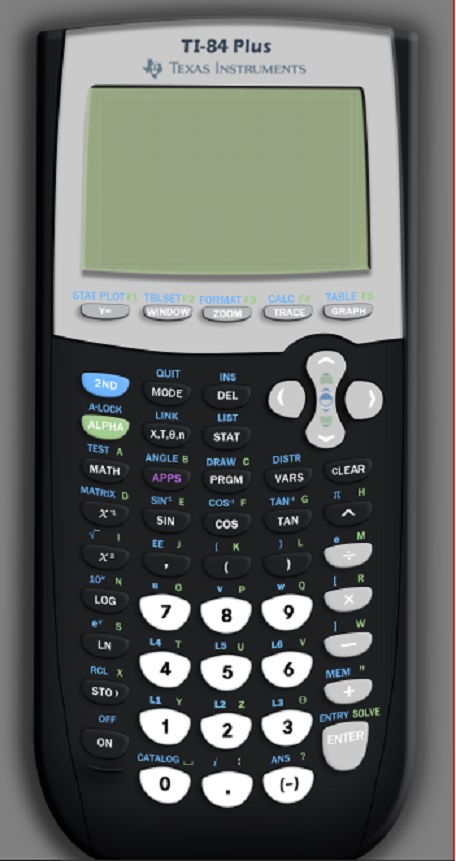 TI-84 Plus
TEXAS INSTRUMENTS
STAT PLOT F1 TBLSET F2 FORMAT F3 CALC F4 TABLE F5
Y= WINDOW ZOOM TRACE GRAPH
QUIT INS
2ND MODE DEL
A-LOCK LINK LIST
ALPHA X,T,θ,n STAT
TEST A ANGLE B DRAW C DISTR
MATH APPS PRGM VARS CLEAR
MATRIX D SIN⁻¹ E COS⁻¹ F TAN⁻¹ G π H
X⁻¹ SIN COS TAN ^
√ I EE J { K } L e M
X² , ( ) ÷
10ˣ N u O v P w Q [ R
LOG 7 8 9 ×
eˣ S L4 T L5 U L6 V ] W
LN 4 5 6 −
RCL X L1 Y L2 Z L3 θ MEM "
STO› 1 2 3 +
OFF CATALOG i : ANS ? ENTRY SOLVE
ON 0 . (-) ENTER